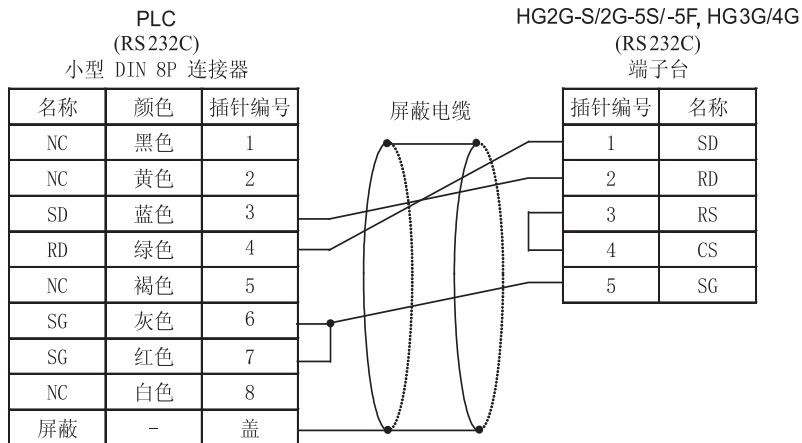 PLC
(RS232C)
小型 DIN 8P 连接器
HG2G-S/2G-5S/-5F, HG3G/4G
(RS232C)
端子台
屏蔽电缆
名称 颜色 插针编号
NC 黑色 1
NC 黄色 2
SD 蓝色 3
RD 绿色 4
NC 褐色 5
SG 灰色 6
SG 红色 7
NC 白色 8
屏蔽 - 盖
插针编号 名称
1 SD
2 RD
3 RS
4 CS
5 SG